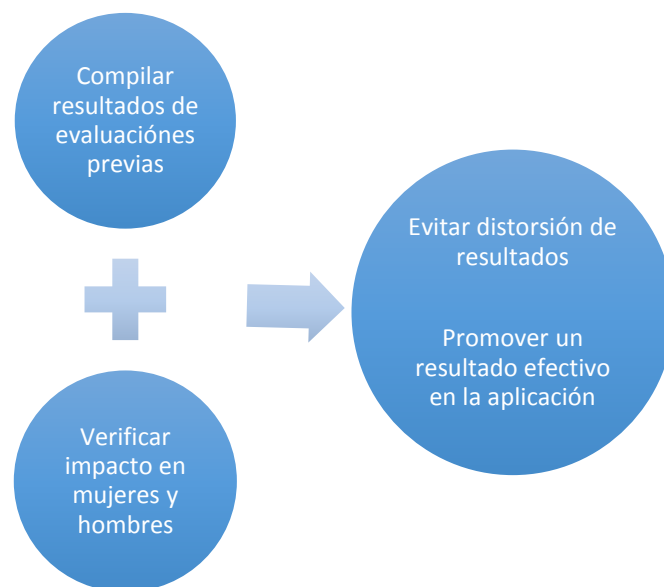 Compilar
resultados de
evaluaciónes
previas
Verificar
impacto en
mujeres y
hombres
Evitar distorsión de
resultados
Promover un
resultado efectivo
en la aplicación